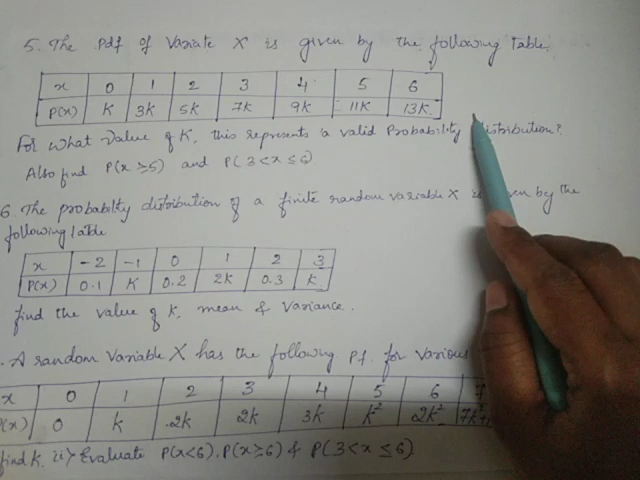 5. The pdf of Variate X is given by the following Table.
x 0 1 2 3 4 5 6
P(x) K 3K 5K 7K 9K 11K 13K
For what value of K, this represents a valid Probability distribution?
Also find P(x ≥ 5) and P(3 < x ≤ 6)
6. The probabilty distribution of a finite random variable X is by the
following Table
x -2 -1 0 1 2 3
P(x) 0.1 K 0.2 2K 0.3 K
find the value of K, mean & Variance.
. A random Variable X has the following P.f. for various
x 0 1 2 3 4 5 6 7
(x) 0 k 2k 2k 3k k² 2k² 7k²+
find K. ii) Evaluate P(x<6), P(x≥6) & P(3<x≤6)